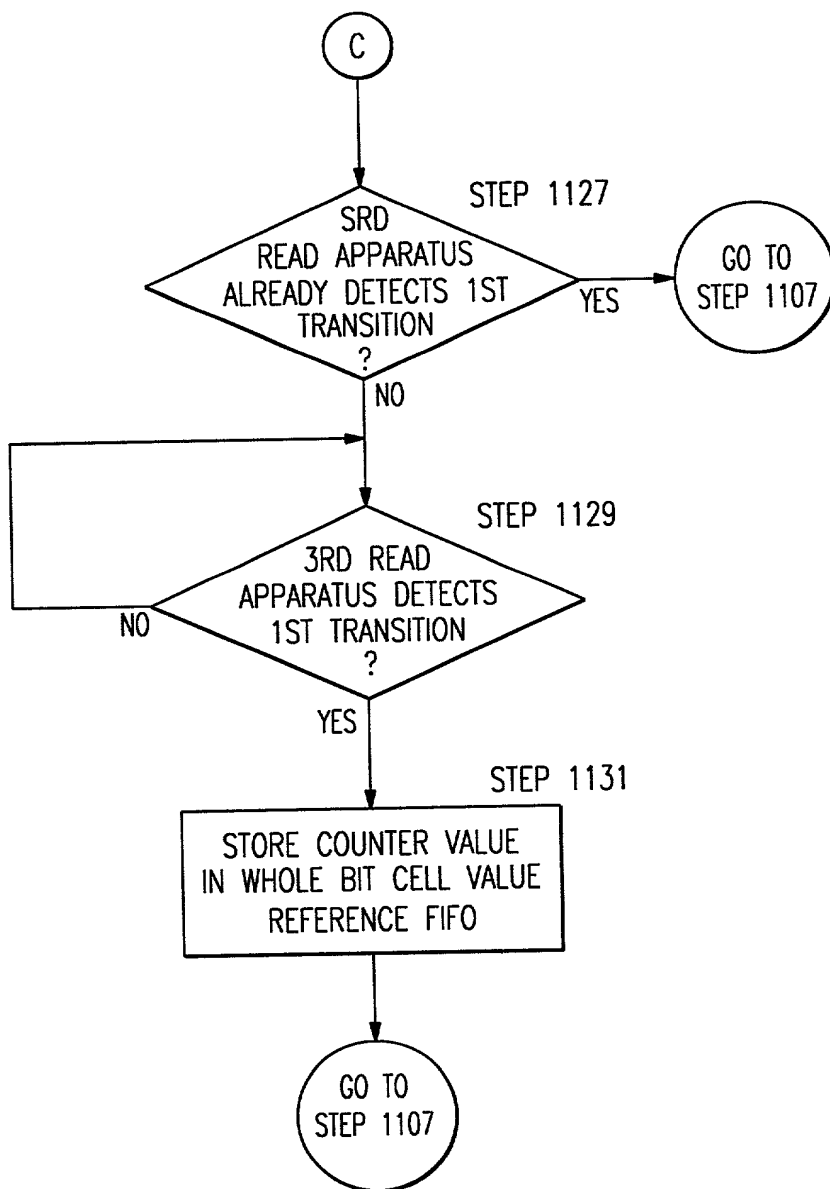 C
STEP 1127
SRD
READ APPARATUS
ALREADY DETECTS 1ST
TRANSITION
?
YES
GO TO
STEP 1107
NO
STEP 1129
3RD READ
APPARATUS DETECTS
1ST TRANSITION
?
NO
YES
STEP 1131
STORE COUNTER VALUE
IN WHOLE BIT CELL VALUE
REFERENCE FIFO
GO TO
STEP 1107